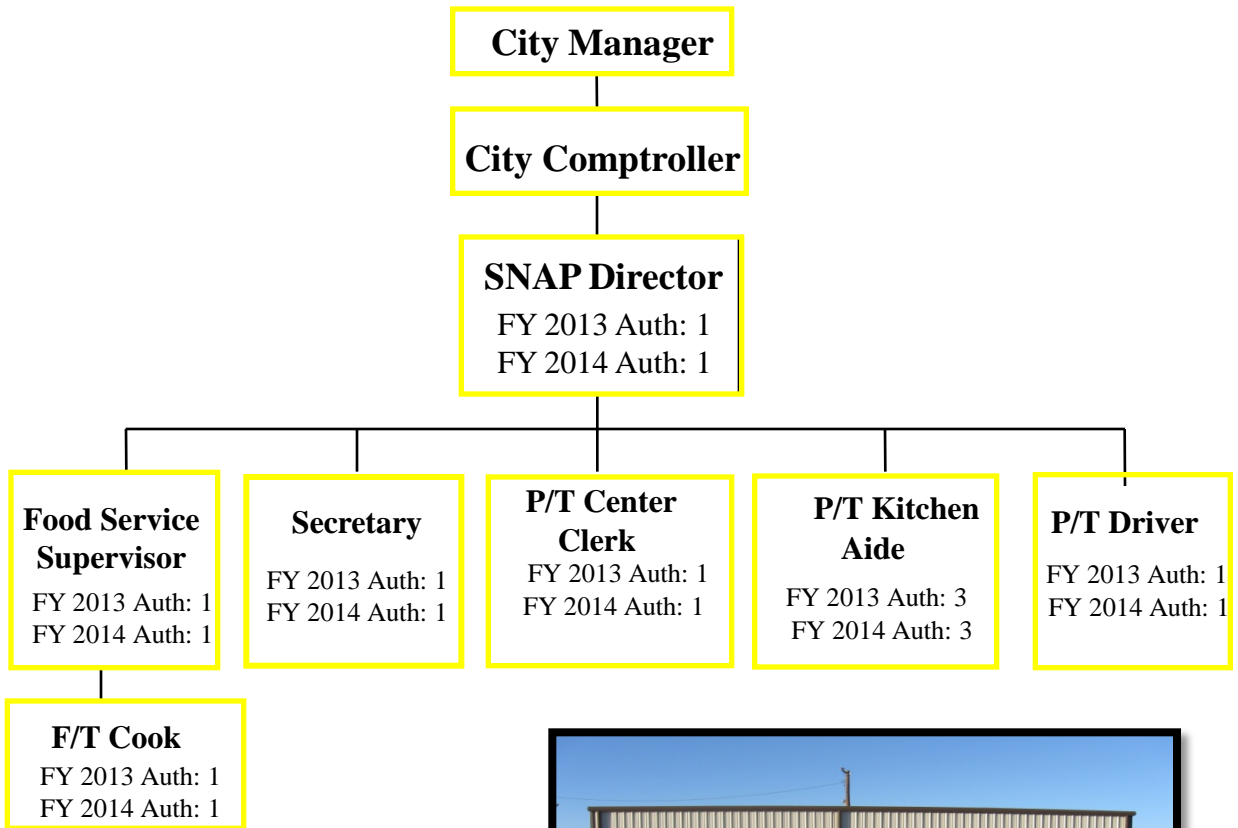 City Manager
City Comptroller
SNAP Director
FY 2013 Auth: 1
FY 2014 Auth: 1
Food Service
Supervisor
FY 2013 Auth: 1
FY 2014 Auth: 1
Secretary
FY 2013 Auth: 1
FY 2014 Auth: 1
P/T Center
Clerk
FY 2013 Auth: 1
FY 2014 Auth: 1
P/T Kitchen
Aide
FY 2013 Auth: 3
FY 2014 Auth: 3
P/T Driver
FY 2013 Auth: 1
FY 2014 Auth: 1
F/T Cook
FY 2013 Auth: 1
FY 2014 Auth: 1